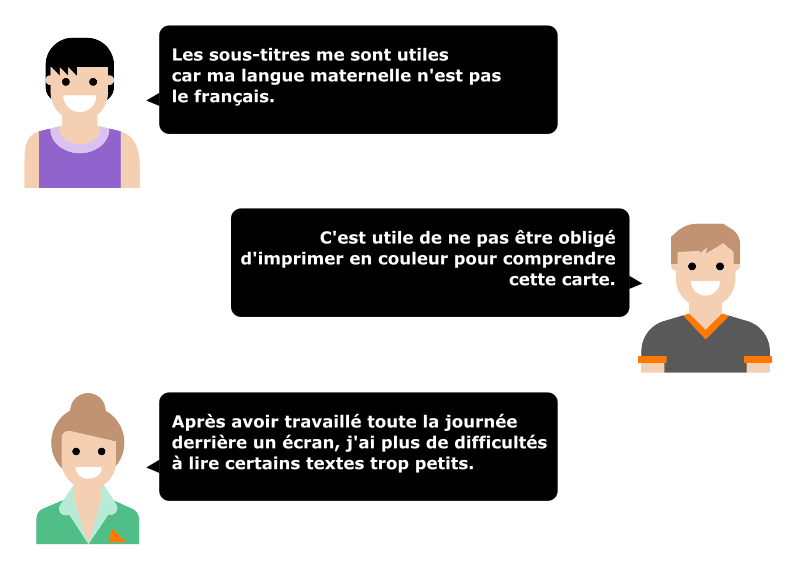 Les sous-titres me sont utiles
car ma langue maternelle n'est pas
le français.
C'est utile de ne pas être obligé
d'imprimer en couleur pour comprendre
cette carte.
Après avoir travaillé toute la journée
derrière un écran, j'ai plus de difficultés
à lire certains textes trop petits.